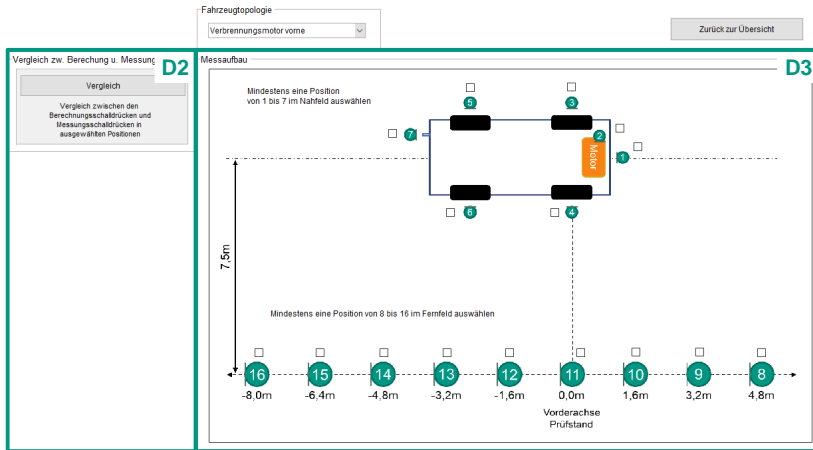 Fahrzeugtopologie
Verbrennungsmotor vorne
Zurück zur Übersicht
Vergleich zw. Berechung u. Messung
D2
Vergleich
Vergleich zwischen den
Berechnungsschalldrücken und
Messungsschalldrücken in
ausgewählten Positionen
Messaufbau
D3
Mindestens eine Position
von 1 bis 7 im Nahfeld auswählen
5
3
7
2
Motor
1
6
4
7,5m
Mindestens eine Position von 8 bis 16 im Fernfeld auswählen
16 15 14 13 12 11 10 9 8
-8,0m -6,4m -4,8m -3,2m -1,6m 0,0m 1,6m 3,2m 4,8m
Vorderachse
Prüfstand